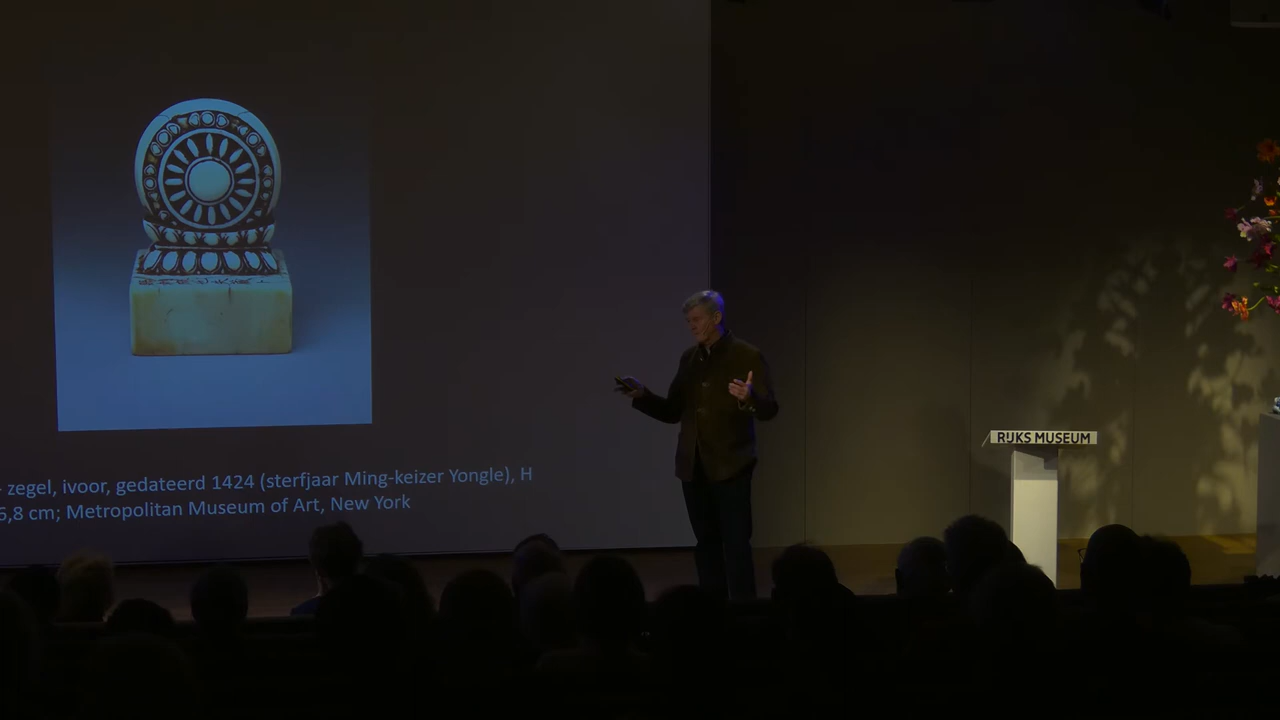 - zegel, ivoor, gedateerd 1424 (sterfjaar Ming-keizer Yongle), H
5,8 cm; Metropolitan Museum of Art, New York
RIJKS MUSEUM